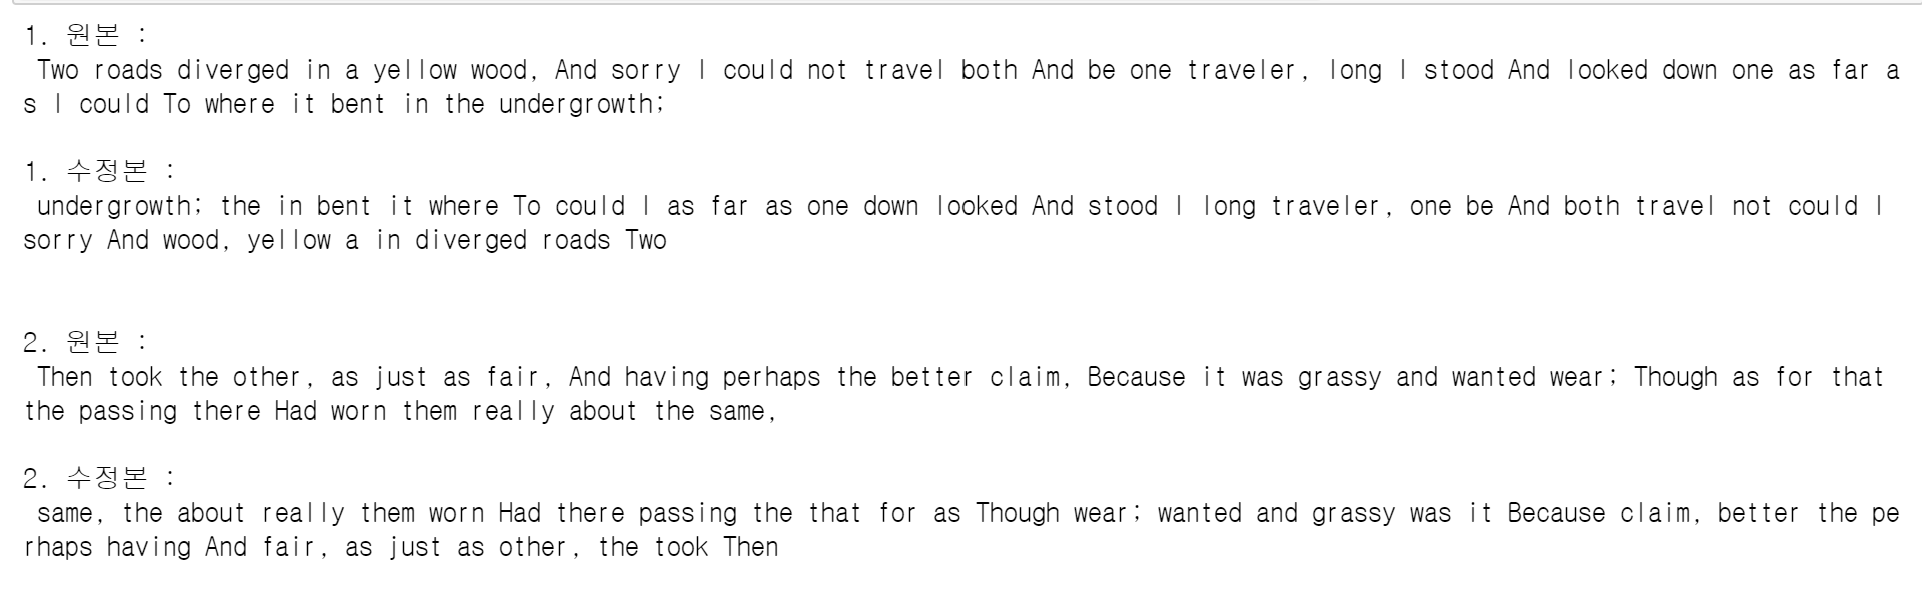 1. 원본 :
Two roads diverged in a yellow wood, And sorry I could not travel both And be one traveler, long I stood And looked down one as far a
s I could To where it bent in the undergrowth;
1. 수정본 :
undergrowth; the in bent it where To could I as far as one down looked And stood I long traveler, one be And both travel not could I
sorry And wood, yellow a in diverged roads Two
2. 원본 :
Then took the other, as just as fair, And having perhaps the better claim, Because it was grassy and wanted wear; Though as for that
the passing there Had worn them really about the same,
2. 수정본 :
same, the about really them worn Had there passing the that for as Though wear; wanted and grassy was it Because claim, better the pe
rhaps having And fair, as just as other, the took Then